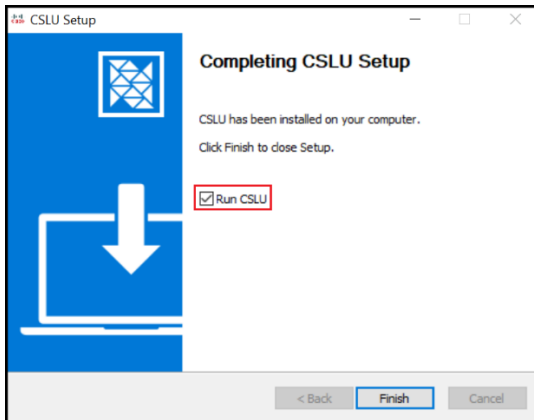 CSLU Setup
Completing CSLU Setup
CSLU has been installed on your computer.
Click Finish to close Setup.
Run CSLU
< Back
Finish
Cancel